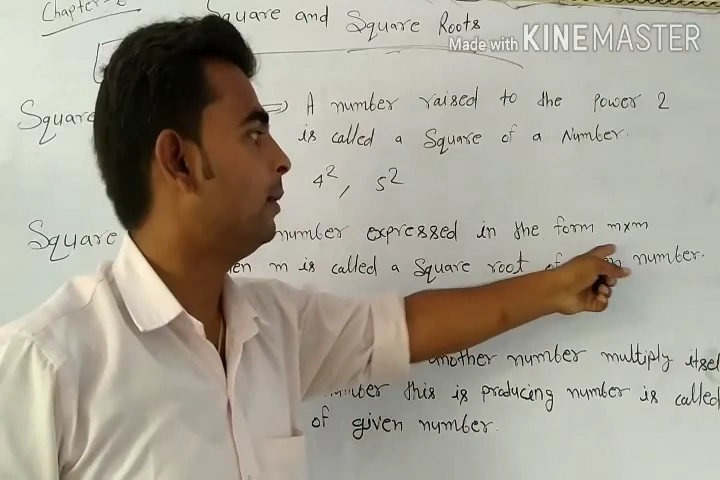 Chapter-2
Square and Square Roots
Made with KINEMASTER
Square => A number raised to the power 2
is called a Square of a Number.
4², 5²
Square number expressed in the form m×m
m is called a Square root number.
another number multiply itself
this is producing number is called
of given number.